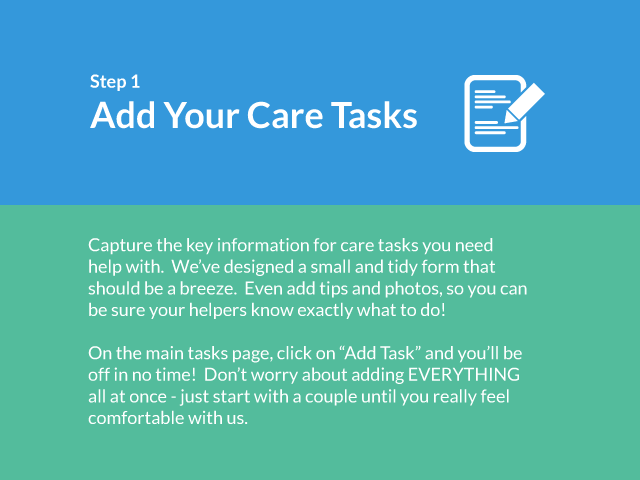 Step 1
Add Your Care Tasks
Capture the key information for care tasks you need
help with.  We’ve designed a small and tidy form that
should be a breeze.  Even add tips and photos, so you can
be sure your helpers know exactly what to do!
On the main tasks page, click on “Add Task” and you’ll be
off in no time!  Don’t worry about adding EVERYTHING
all at once - just start with a couple until you really feel
comfortable with us.